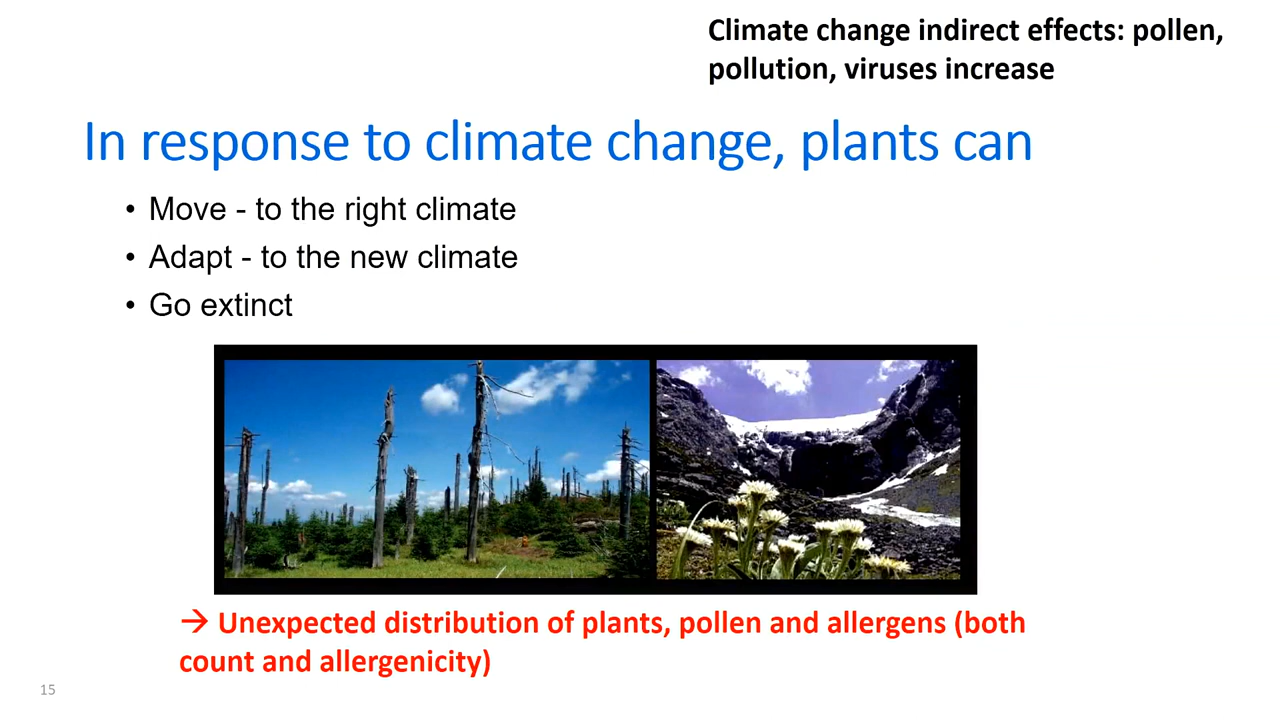 Climate change indirect effects: pollen,
pollution, viruses increase
In response to climate change, plants can
• Move - to the right climate
• Adapt - to the new climate
• Go extinct
→ Unexpected distribution of plants, pollen and allergens (both
count and allergenicity)
15